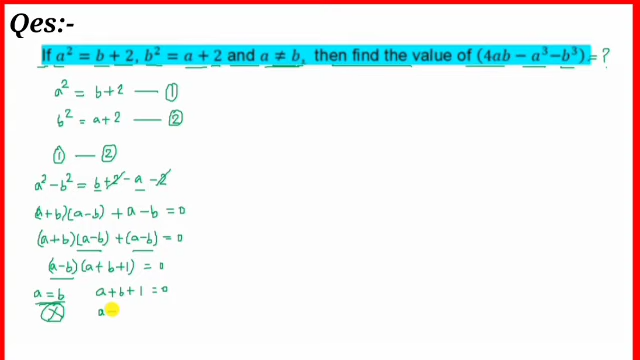 Qes:-
If a² = b + 2, b² = a + 2 and a ≠ b, then find the value of (4ab − a³ −b³) = ?
a² = b+2 —— ①
b² = a+2 —— ②
① — ②
a² − b² = b + 2 − a − 2
(a+b)(a−b) + a − b = 0
(a+b)(a−b) + (a−b) = 0
(a−b)(a+b+1) = 0
a = b a+b+1 = 0
Ⓧ a